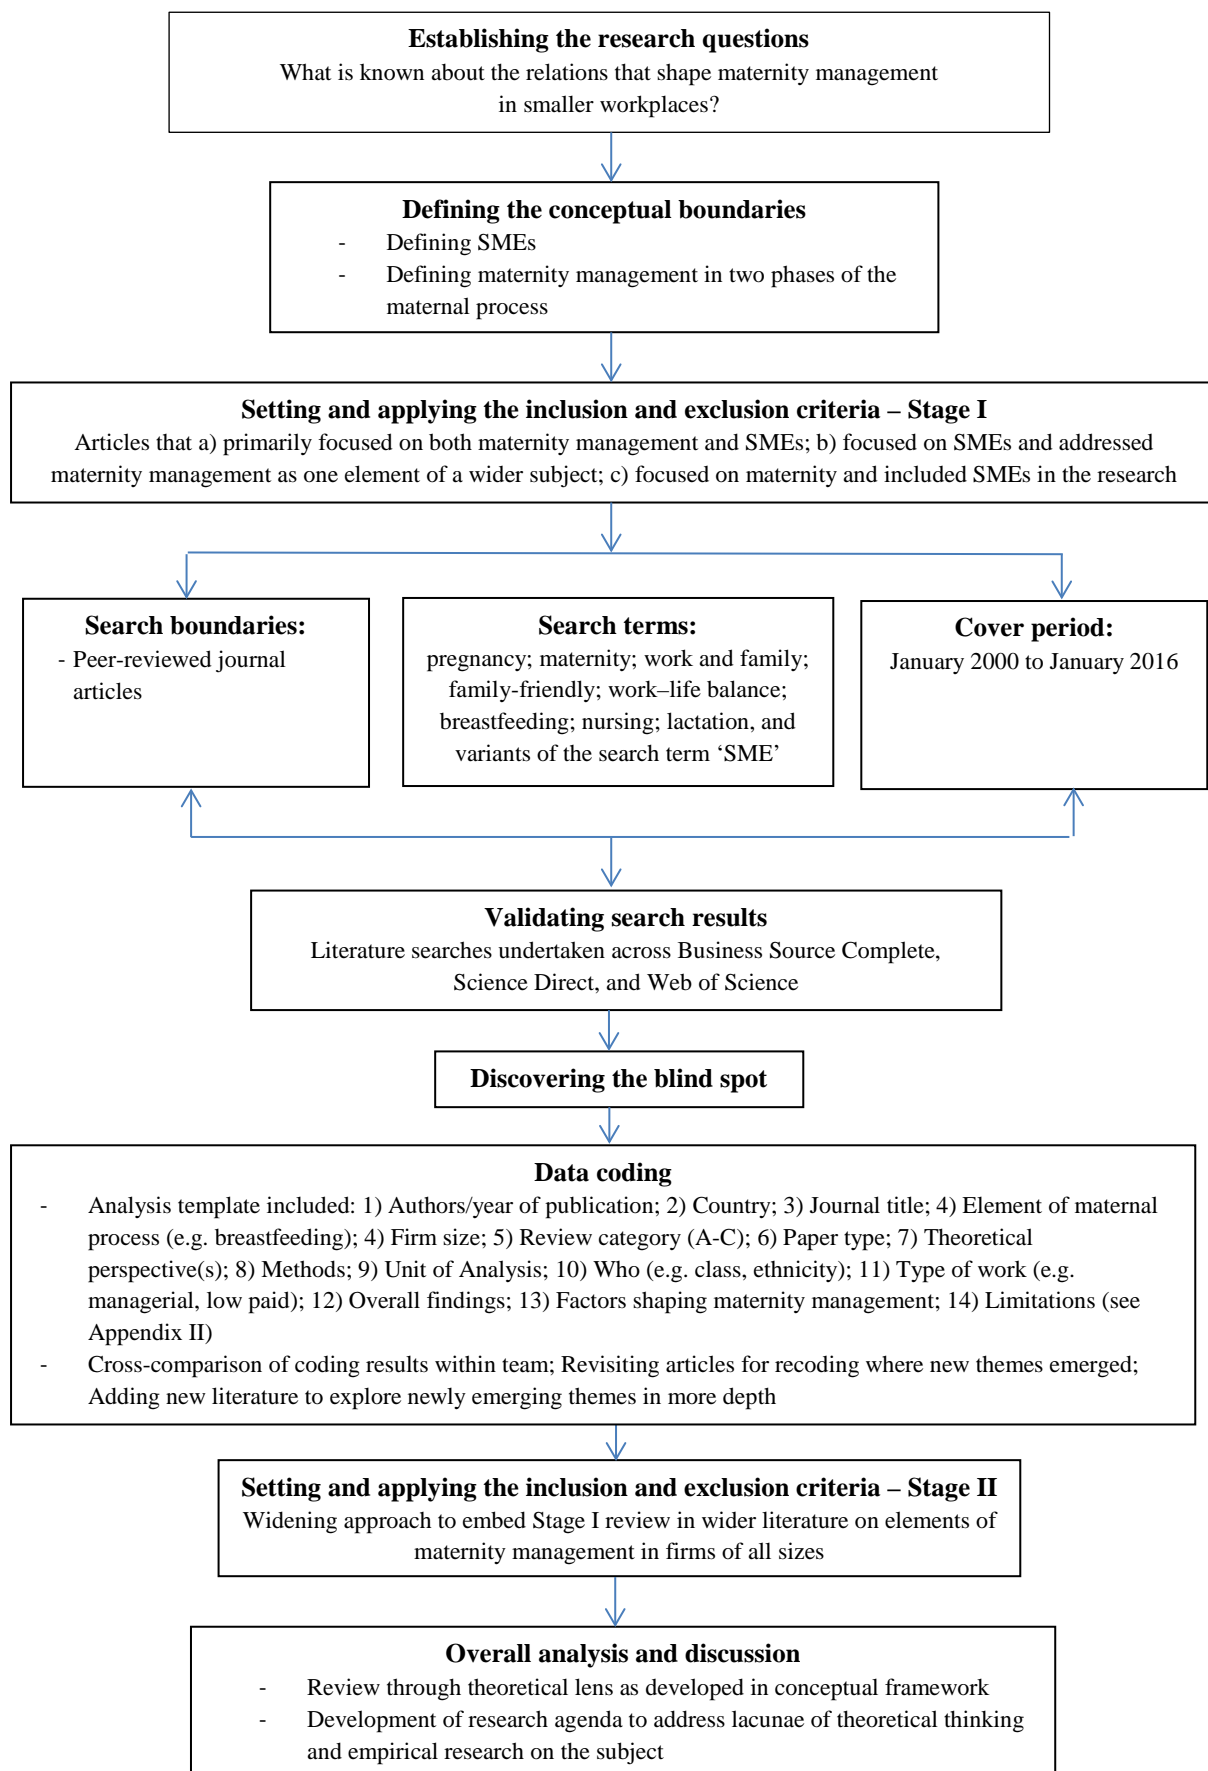 Establishing the research questions
What is known about the relations that shape maternity management
in smaller workplaces?
Defining the conceptual boundaries
- Defining SMEs
- Defining maternity management in two phases of the
maternal process
Setting and applying the inclusion and exclusion criteria – Stage I
Articles that a) primarily focused on both maternity management and SMEs; b) focused on SMEs and addressed
maternity management as one element of a wider subject; c) focused on maternity and included SMEs in the research
Search boundaries:
- Peer-reviewed journal
articles
Search terms:
pregnancy; maternity; work and family;
family-friendly; work–life balance;
breastfeeding; nursing; lactation, and
variants of the search term ‘SME’
Cover period:
January 2000 to January 2016
Validating search results
Literature searches undertaken across Business Source Complete,
Science Direct, and Web of Science
Discovering the blind spot
Data coding
- Analysis template included: 1) Authors/year of publication; 2) Country; 3) Journal title; 4) Element of maternal
process (e.g. breastfeeding); 4) Firm size; 5) Review category (A-C); 6) Paper type; 7) Theoretical
perspective(s); 8) Methods; 9) Unit of Analysis; 10) Who (e.g. class, ethnicity); 11) Type of work (e.g.
managerial, low paid); 12) Overall findings; 13) Factors shaping maternity management; 14) Limitations (see
Appendix II)
- Cross-comparison of coding results within team; Revisiting articles for recoding where new themes emerged;
Adding new literature to explore newly emerging themes in more depth
Setting and applying the inclusion and exclusion criteria – Stage II
Widening approach to embed Stage I review in wider literature on elements of
maternity management in firms of all sizes
Overall analysis and discussion
- Review through theoretical lens as developed in conceptual framework
- Development of research agenda to address lacunae of theoretical thinking
and empirical research on the subject